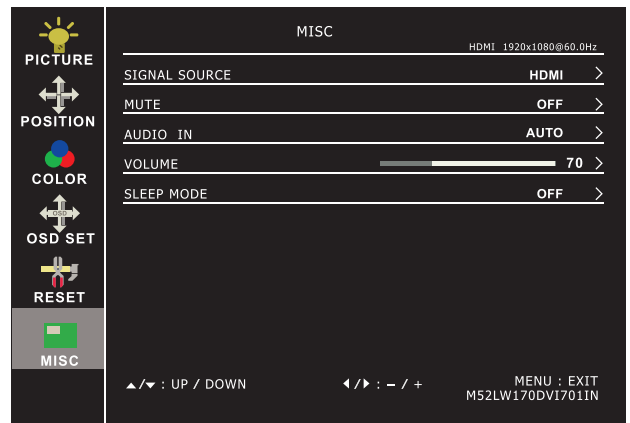 PICTURE
POSITION
COLOR
OSD
OSD SET
RESET
MISC
MISC
HDMI 1920x1080@60.0Hz
SIGNAL SOURCE HDMI >
MUTE OFF >
AUDIO IN AUTO >
VOLUME 70 >
SLEEP MODE OFF >
▲/▼ : UP / DOWN ◀/▶ : – / + MENU : EXIT
M52LW170DVI701IN